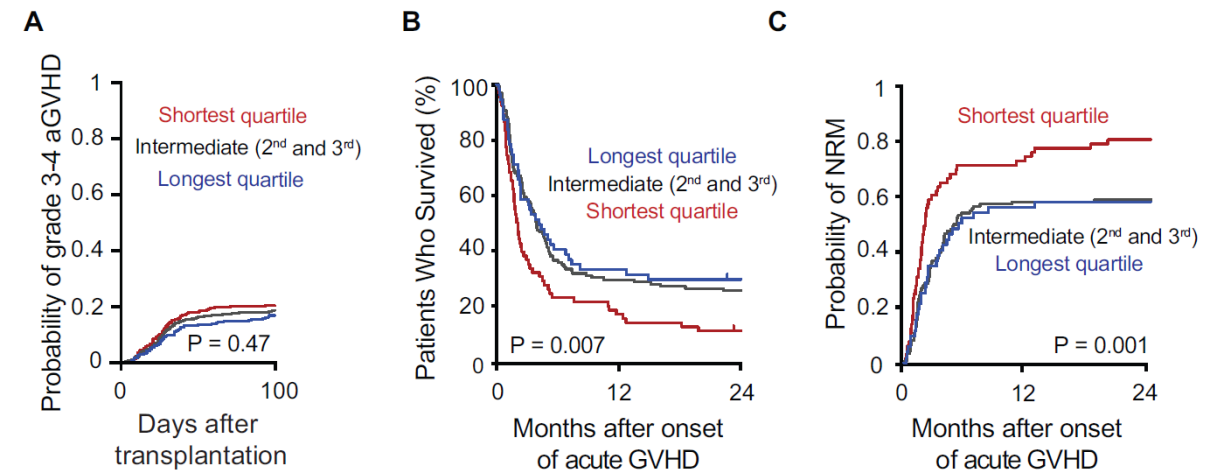 A
Probability of grade 3-4 aGVHD
1
0.8
0.6
0.4
0.2
0
Shortest quartile
Intermediate (2nd and 3rd)
Longest quartile
P = 0.47
0
100
Days after
transplantation
B
Patients Who Survived (%)
100
80
60
40
20
0
Longest quartile
Intermediate (2nd and 3rd)
Shortest quartile
P = 0.007
0
12
24
Months after onset
of acute GVHD
C
Probability of NRM
1
0.8
0.6
0.4
0.2
0
Shortest quartile
Intermediate (2nd and 3rd)
Longest quartile
P = 0.001
0
12
24
Months after onset
of acute GVHD